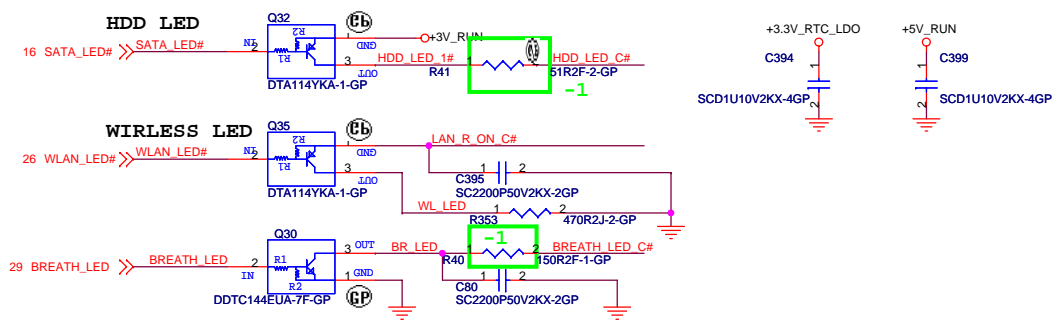 HDD LED
Q32
16 SATA_LED#
SATA_LED#
IN
2
R1
R2
1
GND
3
OUT
DTA114YKA-1-GP
+3V_RUN
HDD_LED_1#
1
R41
HDD_LED_C#
51R2F-2-GP
-1
+3.3V_RTC_LDO
C394
1
2
SCD1U10V2KX-4GP
+5V_RUN
C399
1
2
SCD1U10V2KX-4GP
WIRLESS LED
Q35
26 WLAN_LED#
WLAN_LED#
IN
2
R1
R2
1
GND
3
OUT
DTA114YKA-1-GP
LAN_R_ON_C#
1
2
C395
SC2200P50V2KX-2GP
WL_LED
1
2
R353
470R2J-2-GP
Q30
29 BREATH_LED
BREATH_LED
2
IN
R1
R2
3
OUT
1
GND
DDTC144EUA-7F-GP
GP
BR_LED
-1
1
2
R40
150R2F-1-GP
BREATH_LED_C#
1
2
C80
SC2200P50V2KX-2GP